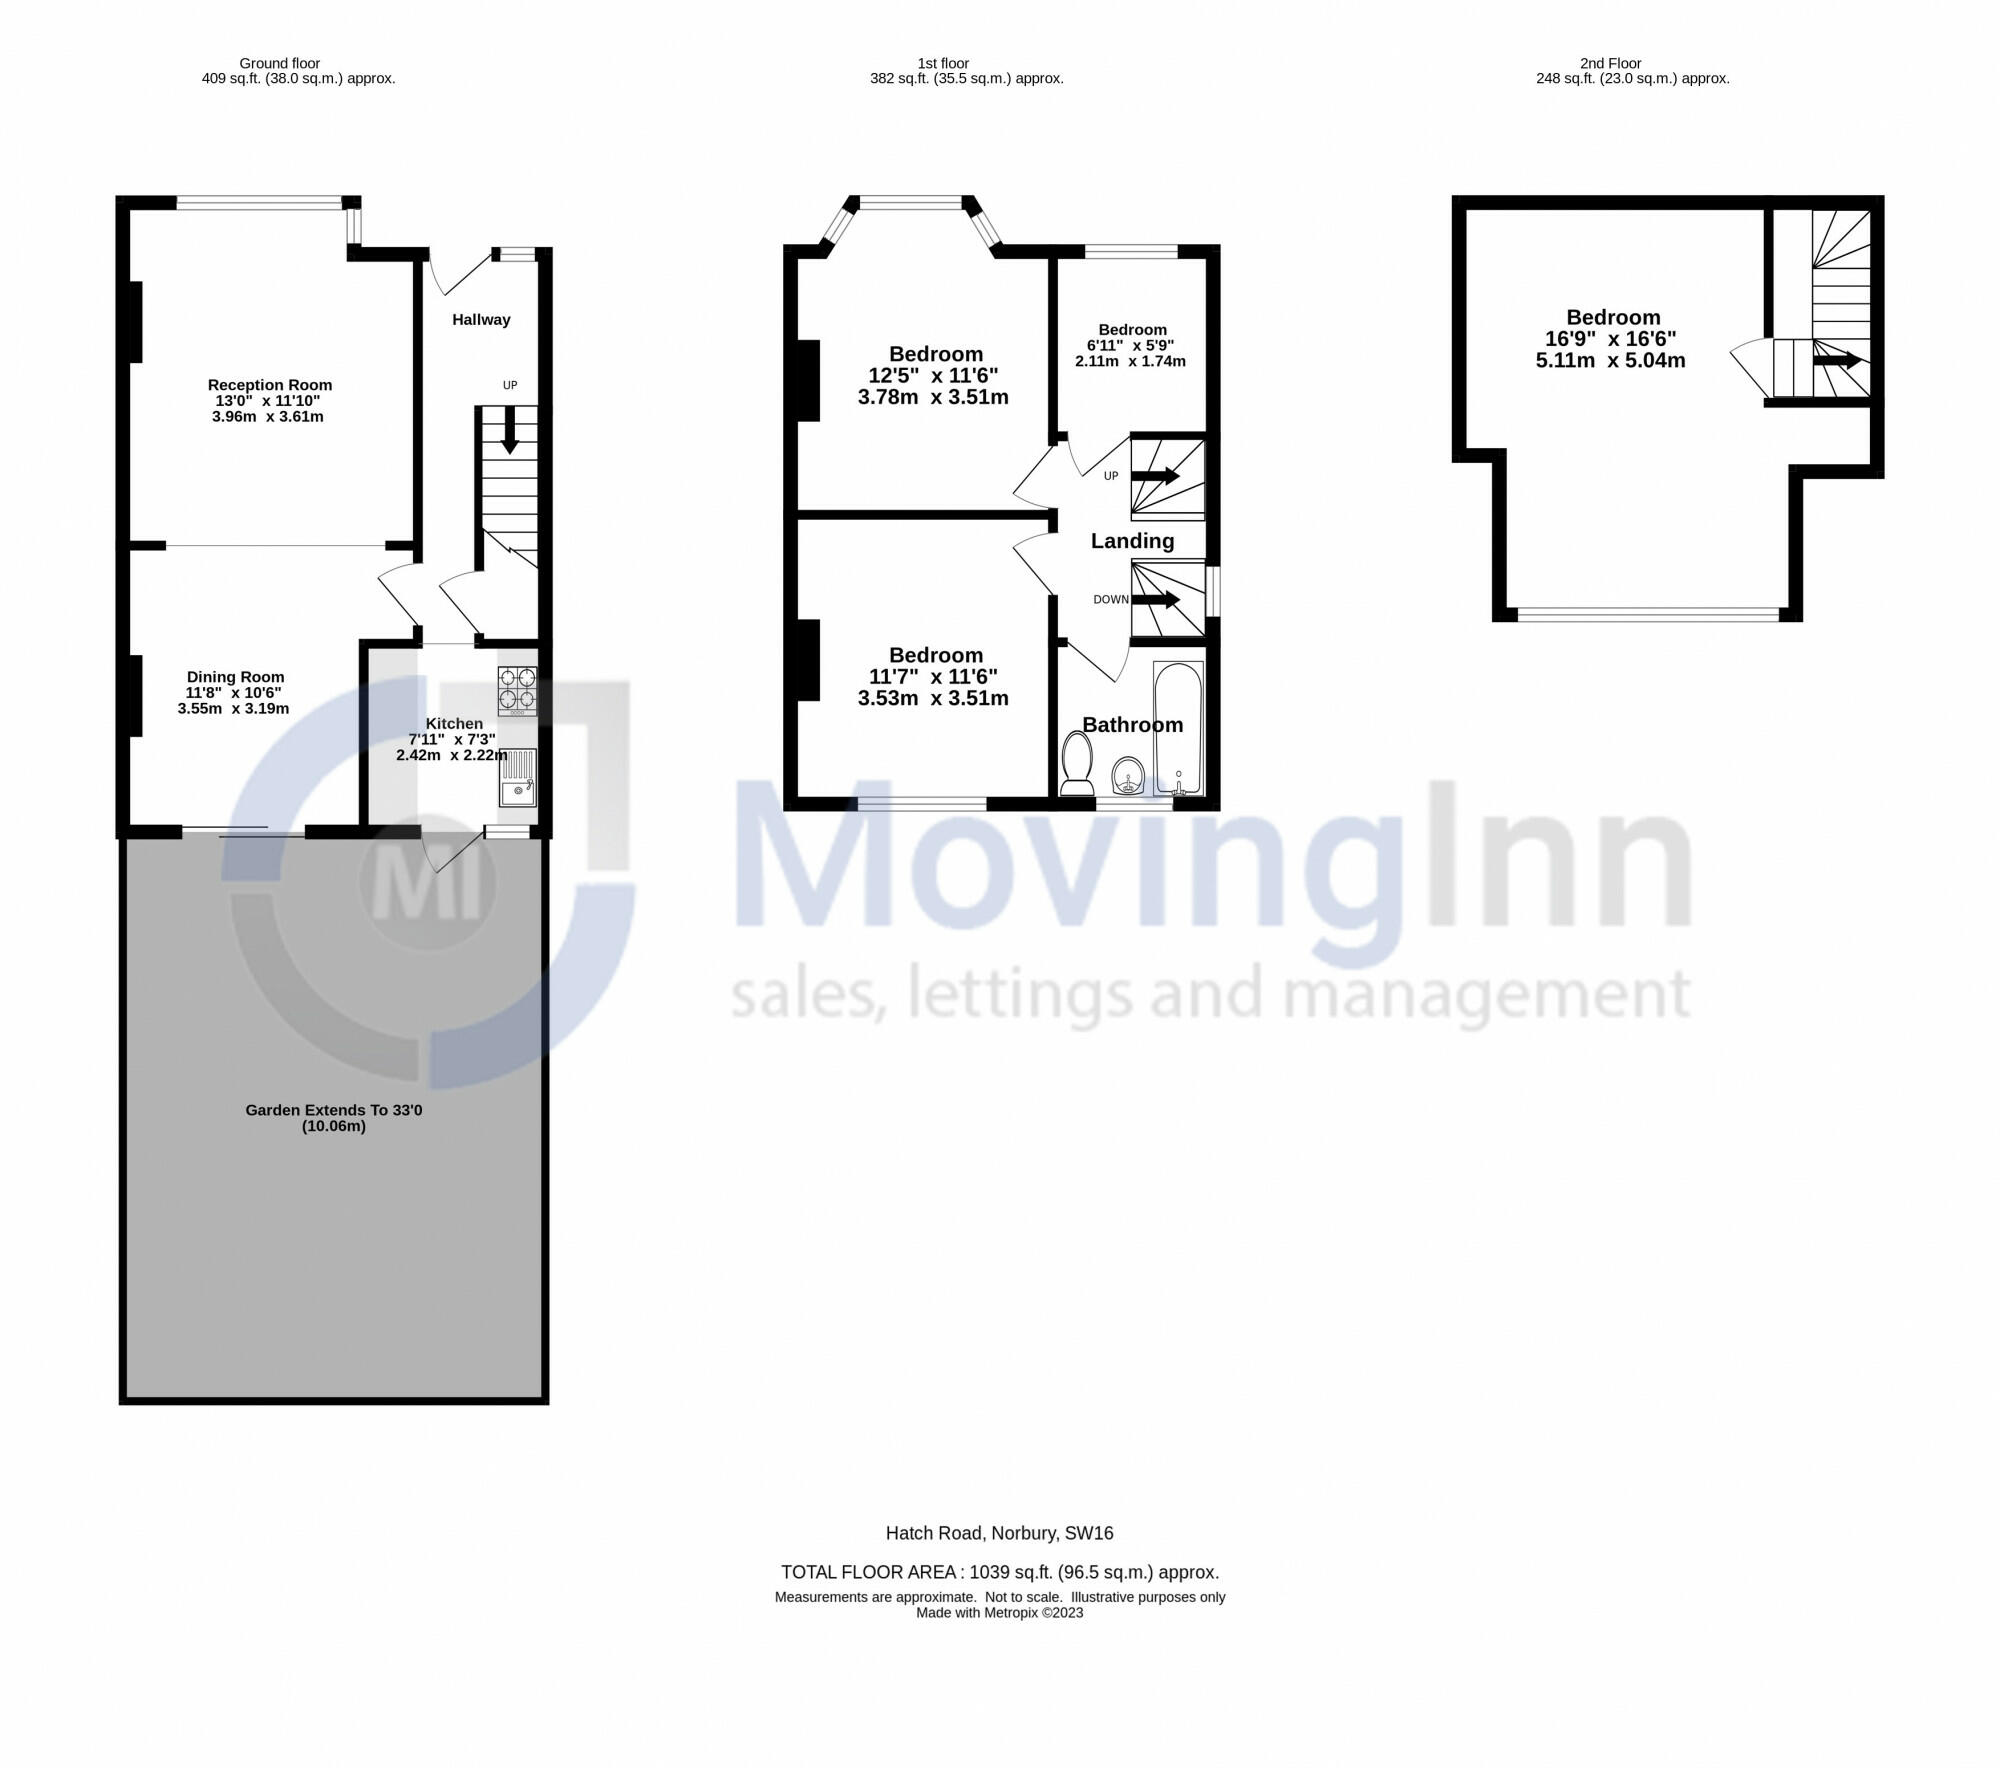 Ground floor
409 sq.ft. (38.0 sq.m.) approx.
1st floor
382 sq.ft. (35.5 sq.m.) approx.
2nd Floor
248 sq.ft. (23.0 sq.m.) approx.
Hallway
UP
Reception Room
13'0" x 11'10"
3.96m x 3.61m
Dining Room
11'8" x 10'6"
3.55m x 3.19m
Kitchen
7'11" x 7'3"
2.42m x 2.22m
MI
Garden Extends To 33'0
(10.06m)
Bedroom
12'5" x 11'6"
3.78m x 3.51m
Bedroom
6'11" x 5'9"
2.11m x 1.74m
UP
Landing
DOWN
Bedroom
11'7" x 11'6"
3.53m x 3.51m
Bathroom
Bedroom
16'9" x 16'6"
5.11m x 5.04m
MovingInn
sales, lettings and management
Hatch Road, Norbury, SW16
TOTAL FLOOR AREA : 1039 sq.ft. (96.5 sq.m.) approx.
Measurements are approximate. Not to scale. Illustrative purposes only
Made with Metropix ©2023